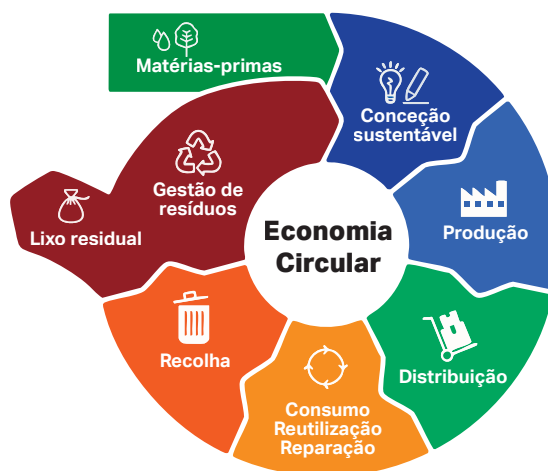 Matérias-primas
Conceção
sustentável
Produção
Distribuição
Consumo
Reutilização
Reparação
Recolha
Gestão de
resíduos
Lixo residual
Economia
Circular